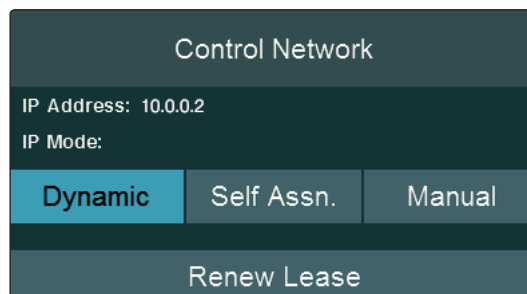 Control Network
IP Address: 10.0.0.2
IP Mode:
Dynamic Self Assn. Manual
Renew Lease